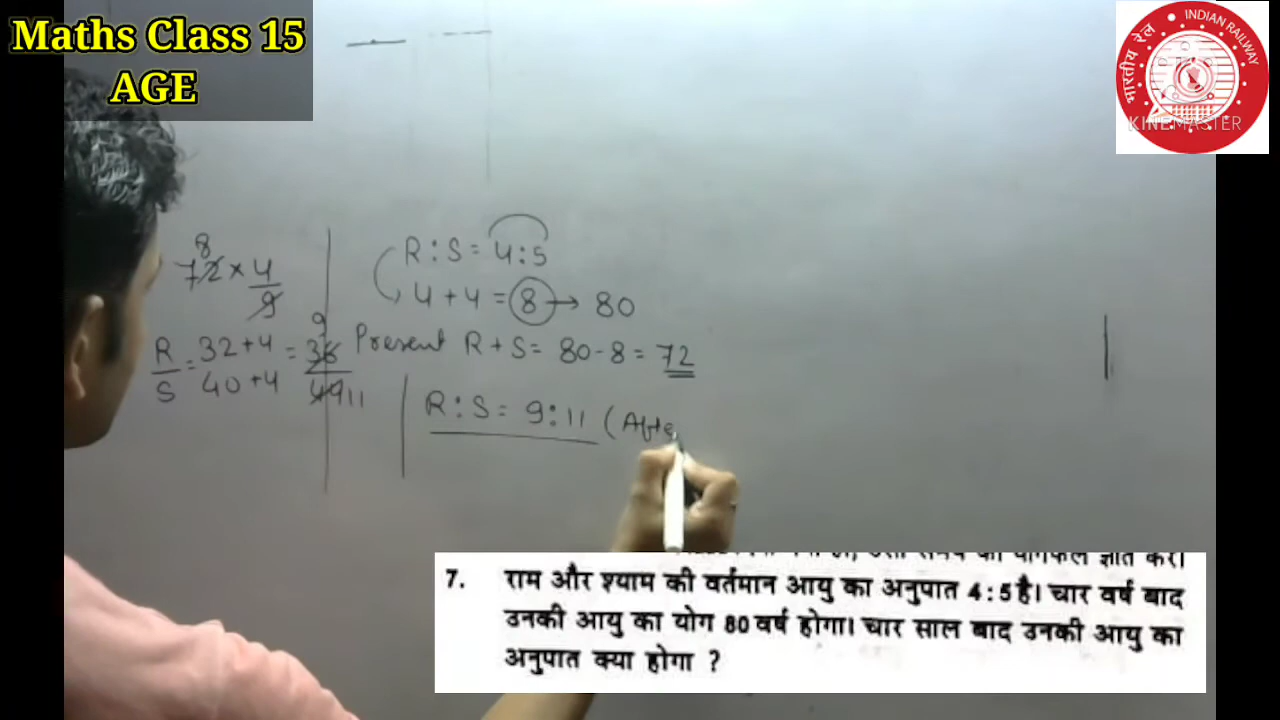 Maths Class 15
AGE
भारतीय रेल INDIAN RAILWAY
KINEMASTER
8
72 × 4
9
R = 32+4 = 36 9
S 40+4 11
R : S = 4 : 5
4 + 4 = 8 → 80
Present R + S = 80 - 8 = 72
R : S = 9 : 11 (Afte
7. राम और श्याम की वर्तमान आयु का अनुपात 4 : 5 है। चार वर्ष बाद
उनकी आयु का योग 80 वर्ष होगा। चार साल बाद उनकी आयु का
अनुपात क्या होगा ?